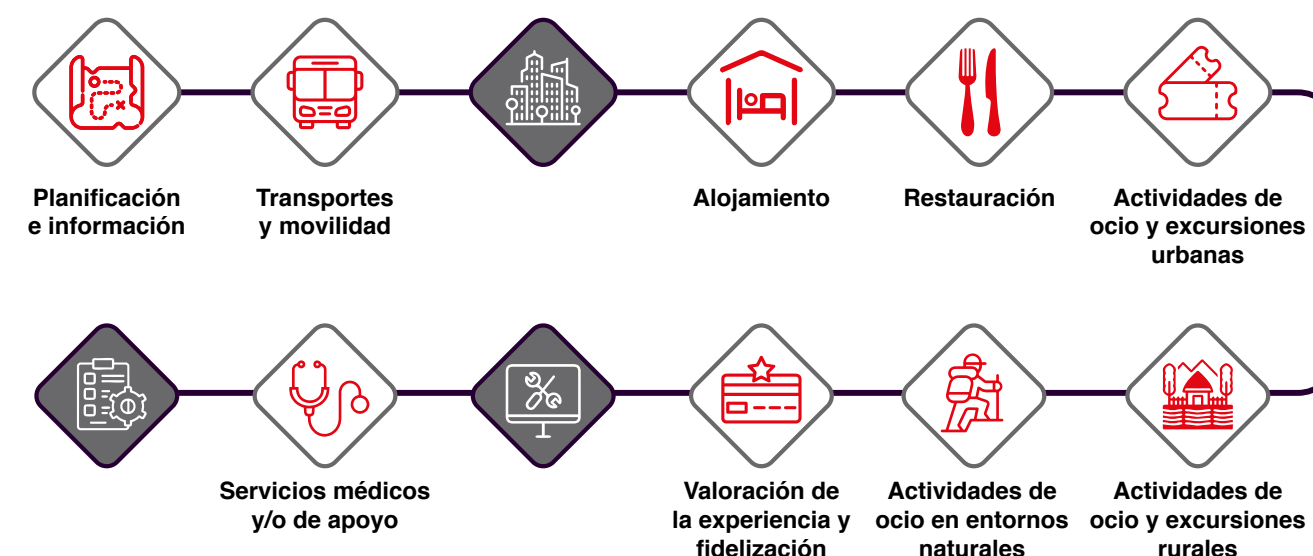 Planificación
e información
Transportes
y movilidad
Alojamiento
Restauración
Actividades de
ocio y excursiones
urbanas
Servicios médicos
y/o de apoyo
Valoración de
la experiencia y
fidelización
Actividades de
ocio en entornos
naturales
Actividades de
ocio y excursiones
rurales